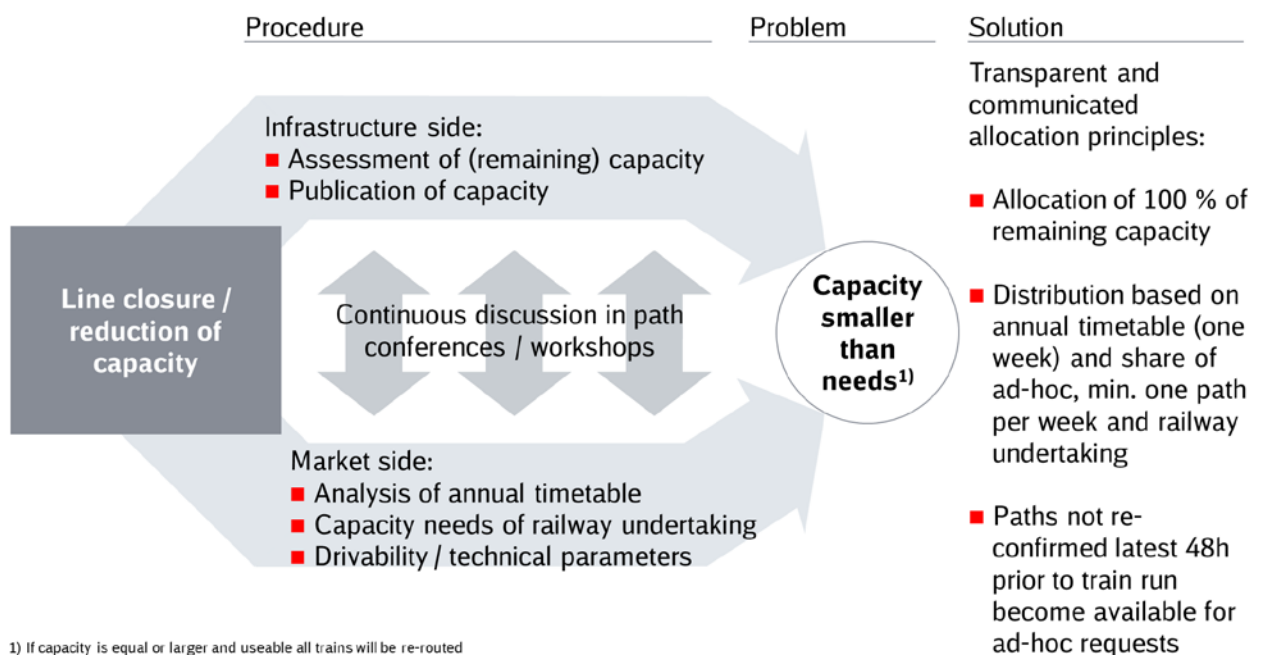 Procedure
Problem
Solution
Infrastructure side:
Assessment of (remaining) capacity
Publication of capacity
Line closure /
reduction of
capacity
Continuous discussion in path
conferences / workshops
Market side:
Analysis of annual timetable
Capacity needs of railway undertaking
Drivability / technical parameters
Capacity
smaller
than
needs¹⁾
Transparent and
communicated
allocation principles:
Allocation of 100 % of
remaining capacity
Distribution based on
annual timetable (one
week) and share of
ad-hoc, min. one path
per week and railway
undertaking
Paths not re-
confirmed latest 48h
prior to train run
become available for
ad-hoc requests
1) If capacity is equal or larger and useable all trains will be re-routed